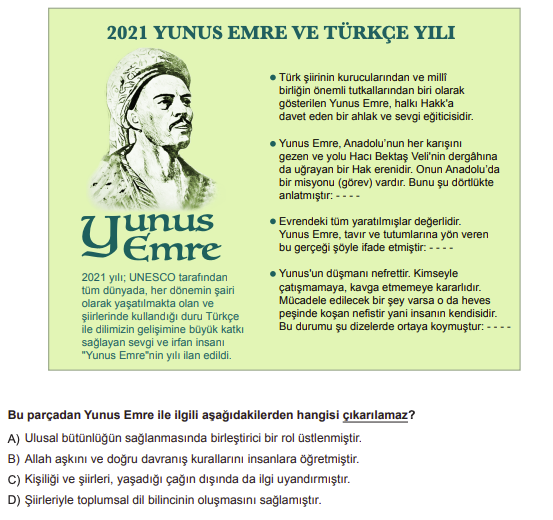 2021 YUNUS EMRE VE TÜRKÇE YILI
● Türk şiirinin kurucularından ve millî
birliğin önemli tutkallarından biri olarak
gösterilen Yunus Emre, halkı Hakk'a
davet eden bir ahlak ve sevgi eğiticisidir.
● Yunus Emre, Anadolu'nun her karışını
gezen ve yolu Hacı Bektaş Veli'nin dergâhına
da uğrayan bir Hak erenidir. Onun Anadolu'da
bir misyonu (görev) vardır. Bunu şu dörtlükte
anlatmıştır: - - - -
● Evrendeki tüm yaratılmışlar değerlidir.
Yunus Emre, tavır ve tutumlarına yön veren
bu gerçeği şöyle ifade etmiştir: - - - -
● Yunus'un düşmanı nefrettir. Kimseyle
çatışmamaya, kavga etmemeye kararlıdır.
Mücadele edilecek bir şey varsa o da heves
peşinde koşan nefistir yani insanın kendisidir.
Bu durumu şu dizelerde ortaya koymuştur: - - - -
Yunus
Emre
2021 yılı; UNESCO tarafından
tüm dünyada, her dönemin şairi
olarak yaşatılmakta olan ve
şiirlerinde kullandığı duru Türkçe
ile dilimizin gelişimine büyük katkı
sağlayan sevgi ve irfan insanı
"Yunus Emre"nin yılı ilan edildi.
Bu parçadan Yunus Emre ile ilgili aşağıdakilerden hangisi çıkarılamaz?
A) Ulusal bütünlüğün sağlanmasında birleştirici bir rol üstlenmiştir.
B) Allah aşkını ve doğru davranış kurallarını insanlara öğretmiştir.
C) Kişiliği ve şiirleri, yaşadığı çağın dışında da ilgi uyandırmıştır.
D) Şiirleriyle toplumsal dil bilincinin oluşmasını sağlamıştır.